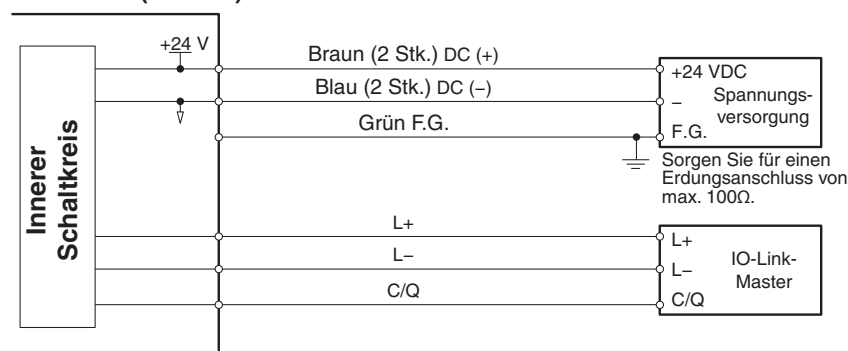 +24 V
Braun (2 Stk.) DC (+)
Blau (2 Stk.) DC (−)
Grün F.G.
+24 VDC
−
F.G.
Spannungs-
versorgung
Sorgen Sie für einen
Erdungsanschluss von
max. 100Ω.
Innerer
Schaltkreis
L+
L−
C/Q
L+
L−
C/Q
IO-Link-
Master